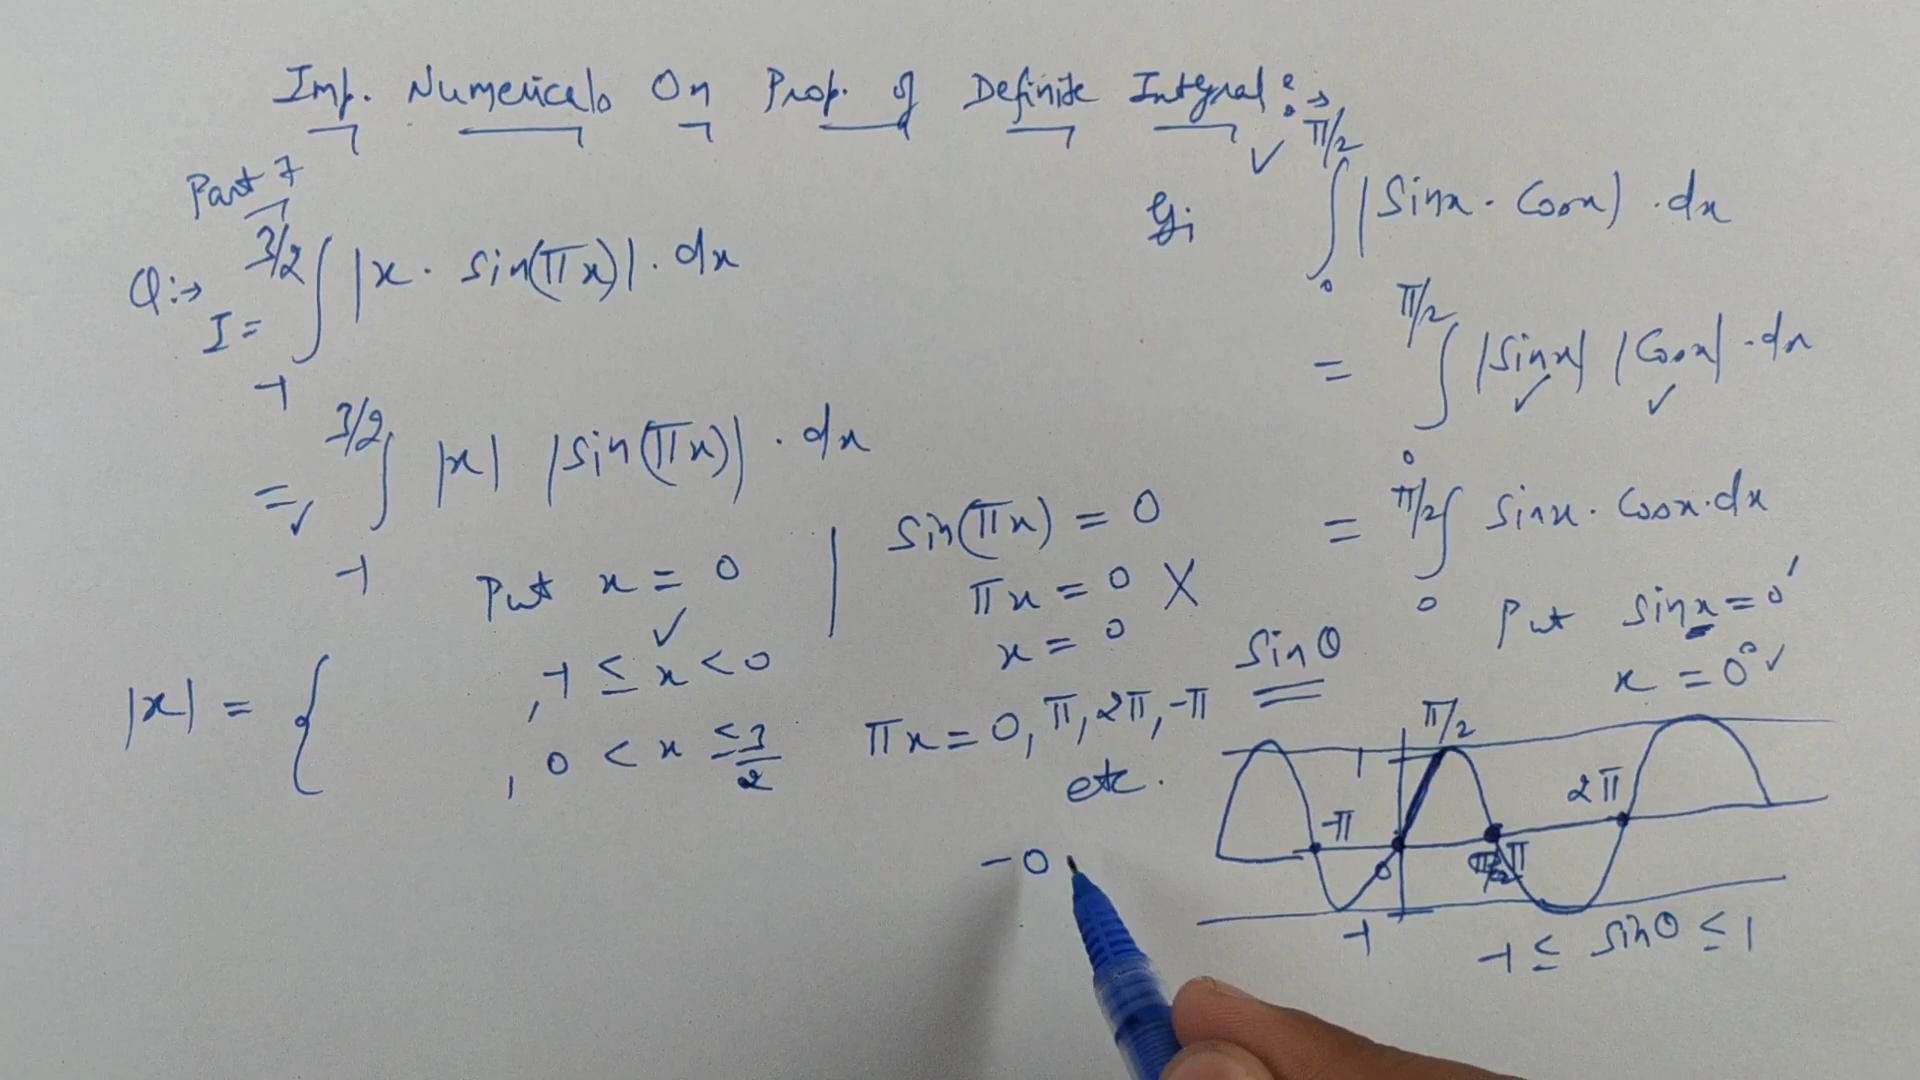 Imp. Numericals On Prop. of Definite Integral :→
Part 7
Q:→ I = ∫_{-1}^{3/2} |x · sin(πx)| · dx
= ∫_{-1}^{3/2} |x| |sin(πx)| · dx
Put x = 0
|x| = {
, -1 ≤ x < 0
, 0 < x ≤ 3/2
sin(πx) = 0
πx = 0 X
x = 0
πx = 0, π, 2π, -π
etc.
-0
∫_0^{π/2} |sinx · cosx| · dx
= ∫_0^{π/2} |sinx| |cosx| · dx
= ∫_0^{π/2} sinx · cosx · dx
Put sinx = 0
x = 0°
sinθ
π/2
1
2π
-π
0
π
-1
-1 ≤ sinθ ≤ 1